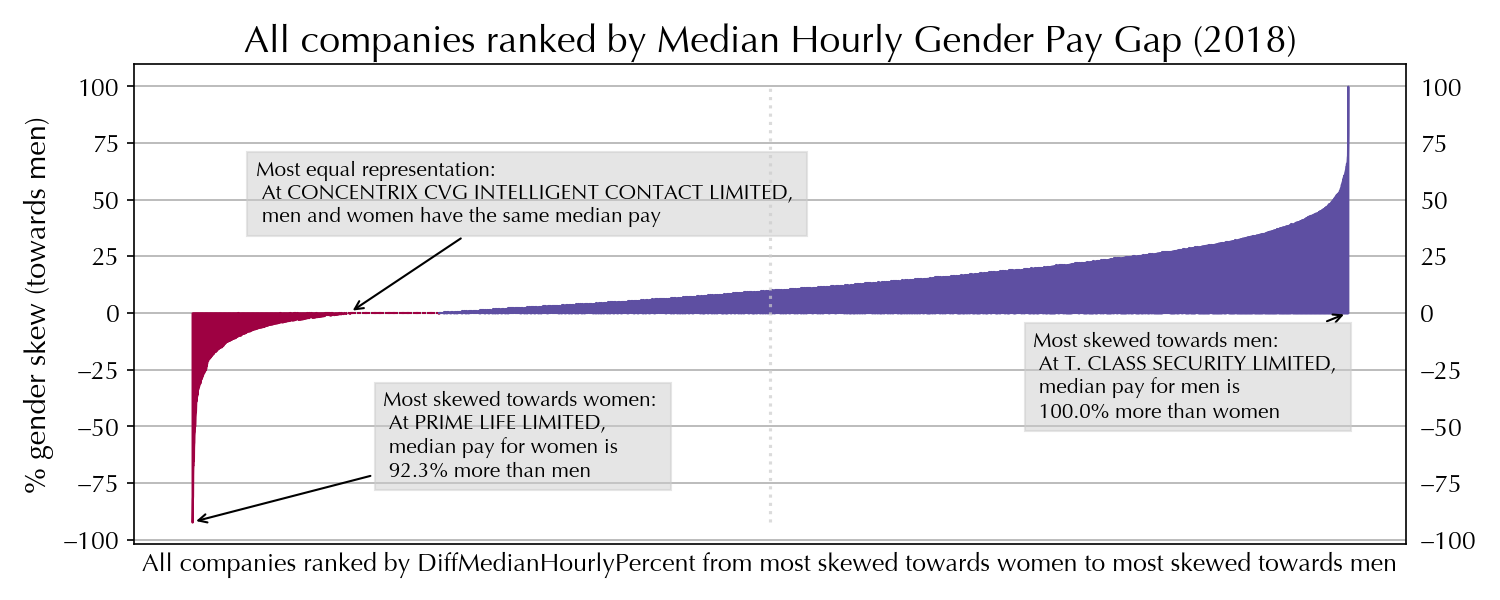 All companies ranked by Median Hourly Gender Pay Gap (2018)
% gender skew (towards men)
100
75
50
25
0
–25
–50
–75
–100
100
75
50
25
0
–25
–50
–75
–100
Most equal representation:
At CONCENTRIX CVG INTELLIGENT CONTACT LIMITED,
men and women have the same median pay
Most skewed towards men:
At T. CLASS SECURITY LIMITED,
median pay for men is
100.0% more than women
Most skewed towards women:
At PRIME LIFE LIMITED,
median pay for women is
92.3% more than men
All companies ranked by DiffMedianHourlyPercent from most skewed towards women to most skewed towards men